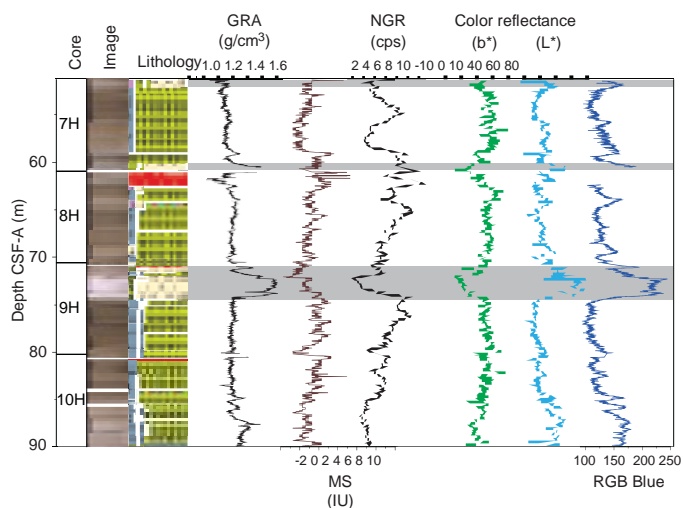 Core
Image
Lithology
GRA
(g/cm³)
1.0 1.2 1.4 1.6
NGR
(cps)
2 4 6 8 10
Color reflectance
(b*)
-10 0 10 20
(L*)
40 60 80
Depth CSF-A (m)
60
70
80
90
7H
8H
9H
10H
-2 0 2 4 6 8 10
MS
(IU)
100 150 200 250
RGB Blue